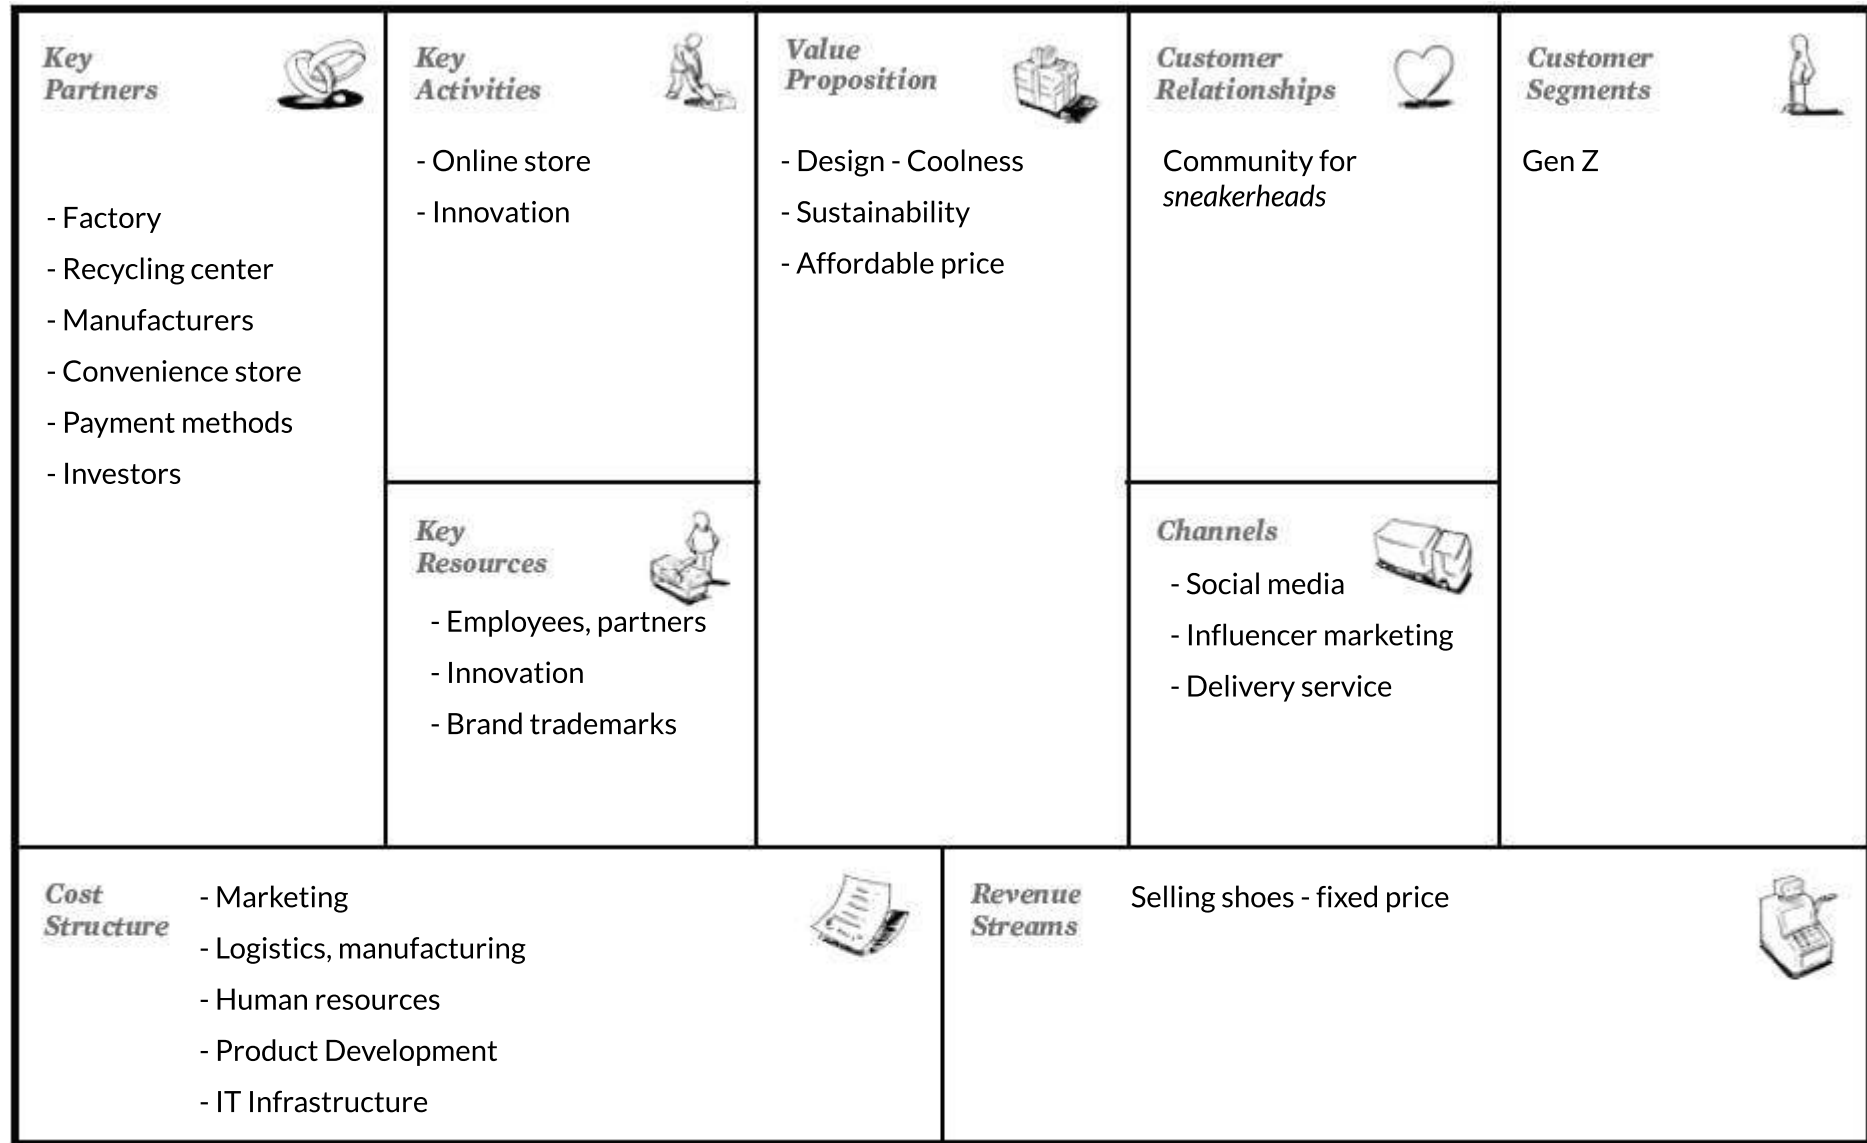 Key
Partners
- Factory
- Recycling center
- Manufacturers
- Convenience store
- Payment methods
- Investors
Key
Activities
- Online store
- Innovation
Key
Resources
- Employees, partners
- Innovation
- Brand trademarks
Value
Proposition
- Design - Coolness
- Sustainability
- Affordable price
Customer
Relationships
Community for
sneakerheads
Channels
- Social media
- Influencer marketing
- Delivery service
Customer
Segments
Gen Z
Cost
Structure
- Marketing
- Logistics, manufacturing
- Human resources
- Product Development
- IT Infrastructure
Revenue
Streams
Selling shoes - fixed price